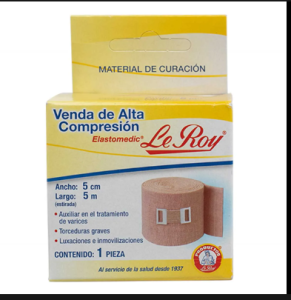 MATERIAL DE CURACIÓN
Venda de Alta
Compresión
Elastomedic®
Le Roy®
Ancho: 5 cm
Largo: 5 m
(estirada)
• Auxiliar en el tratamiento
de varices
• Torceduras graves
• Luxaciones e inmovilizaciones
CONTENIDO: 1 PIEZA
Al servicio de la salud desde 1937